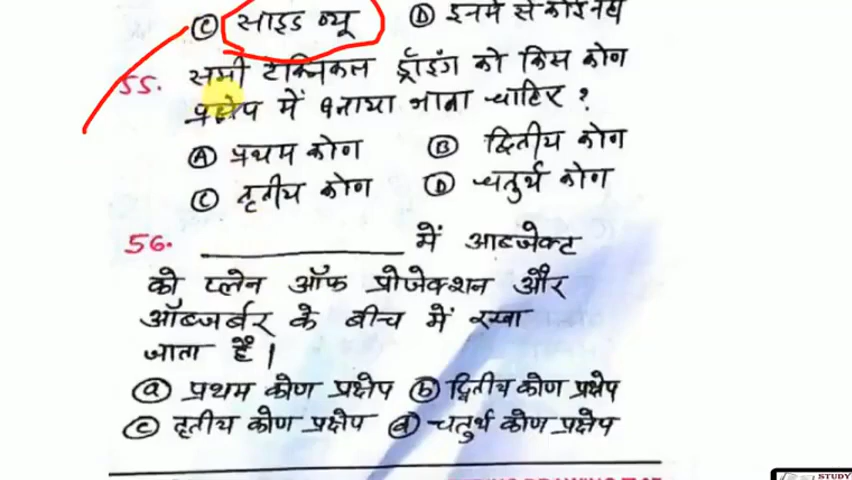 Ⓒ साइड व्यू Ⓓ इनमें से कोई नहीं
55. सभी टेक्निकल ड्रॉइंग को किस कोण
प्रक्षेप में बनाया जाना चाहिए ?
Ⓐ प्रथम कोण Ⓑ द्वितीय कोण
Ⓒ तृतीय कोण Ⓓ चतुर्थ कोण
56. ____________ में आब्जेक्ट
को प्लेन ऑफ प्रोजेक्शन और
ऑब्जर्बर के बीच में रखा
जाता है |
ⓐ प्रथम कोण प्रक्षेप ⓑ द्वितीय कोण प्रक्षेप
ⓒ तृतीय कोण प्रक्षेप ⓓ चतुर्थ कोण प्रक्षेप
STUDY